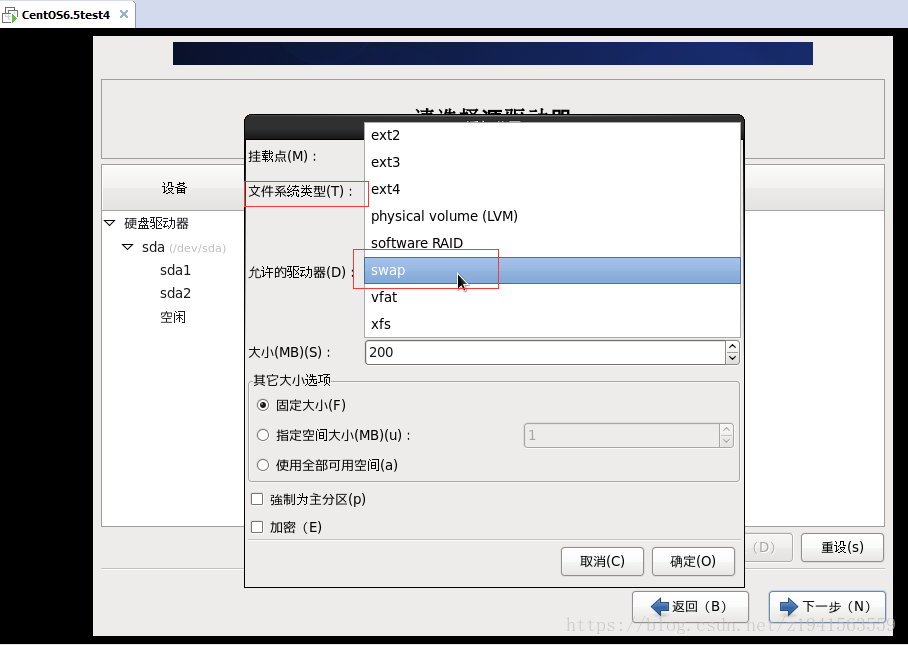 CentOS6.5test4
请选择源驱动器
挂载点(M)：
文件系统类型(T)：
ext2
ext3
ext4
physical volume (LVM)
software RAID
swap
vfat
xfs
设备
硬盘驱动器
sda (/dev/sda)
sda1
sda2
空闲
允许的驱动器(D)：
大小(MB)(S)：
200
其它大小选项
固定大小(F)
指定空间大小(MB)(u)：
1
使用全部可用空间(a)
強制为主分区(p)
加密（E)
取消(C)
确定(O)
(D)
重设(s)
返回（B）
下一步（N）
https://blog.csdn.net/z1941563559